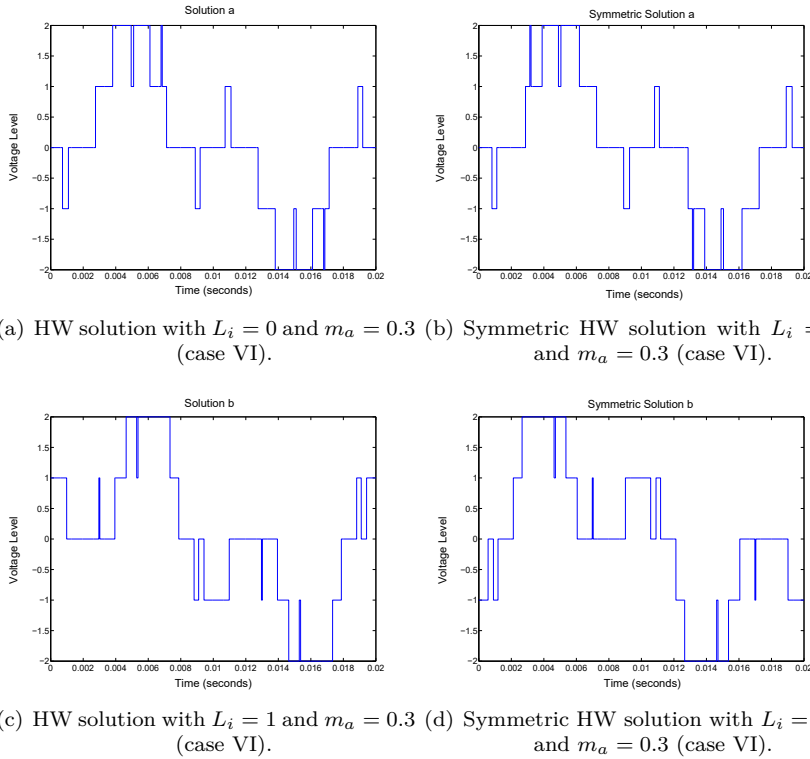 Solution a
Symmetric Solution a
2
1.5
1
0.5
0
−0.5
−1
−1.5
−2
Voltage Level
0 0.002 0.004 0.006 0.008 0.01 0.012 0.014 0.016 0.018 0.02
Time (seconds)
2
1.5
1
0.5
0
−0.5
−1
−1.5
−2
Voltage Level
0 0.002 0.004 0.006 0.008 0.01 0.012 0.014 0.016 0.018 0.02
Time (seconds)
(a) HW solution with L_i = 0 and m_a = 0.3
(case VI).
(b) Symmetric HW solution with L_i =
and m_a = 0.3 (case VI).
Solution b
Symmetric Solution b
2
1.5
1
0.5
0
−0.5
−1
−1.5
−2
Voltage Level
0 0.002 0.004 0.006 0.008 0.01 0.012 0.014 0.016 0.018 0.02
Time (seconds)
2
1.5
1
0.5
0
−0.5
−1
−1.5
−2
Voltage Level
0 0.002 0.004 0.006 0.008 0.01 0.012 0.014 0.016 0.018 0.02
Time (seconds)
(c) HW solution with L_i = 1 and m_a = 0.3
(case VI).
(d) Symmetric HW solution with L_i =
and m_a = 0.3 (case VI).